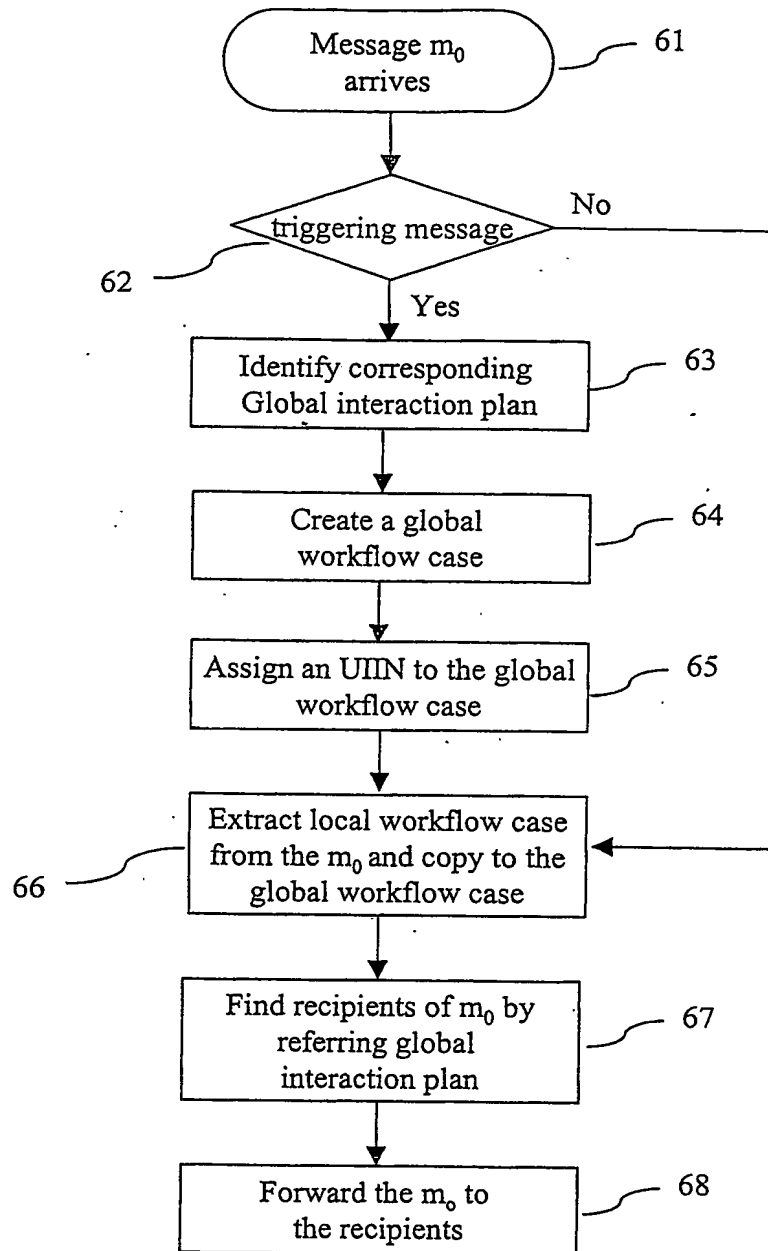 Message m₀
arrives
61
triggering message
No
62
Yes
Identify corresponding
Global interaction plan
63
Create a global
workflow case
64
Assign an UIIN to the global
workflow case
65
Extract local workflow case
from the m₀ and copy to the
global workflow case
66
Find recipients of m₀ by
referring global
interaction plan
67
Forward the mₒ to
the recipients
68